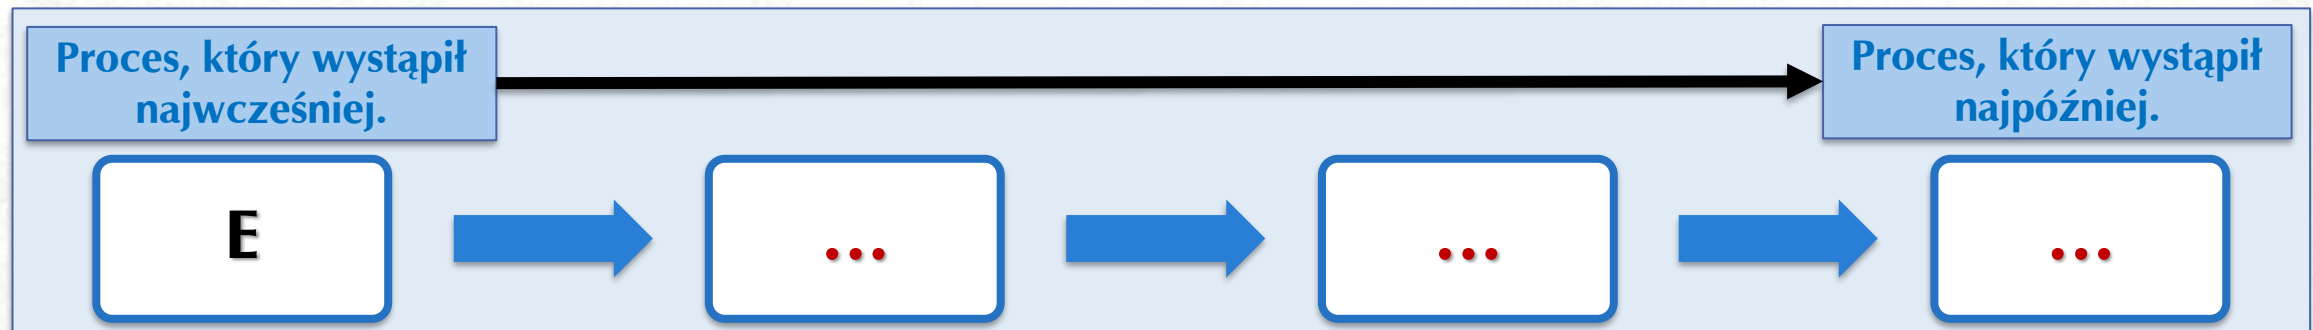 Proces, który wystąpił
najwcześniej.
Proces, który wystąpił
najpóźniej.
E
...
...
...